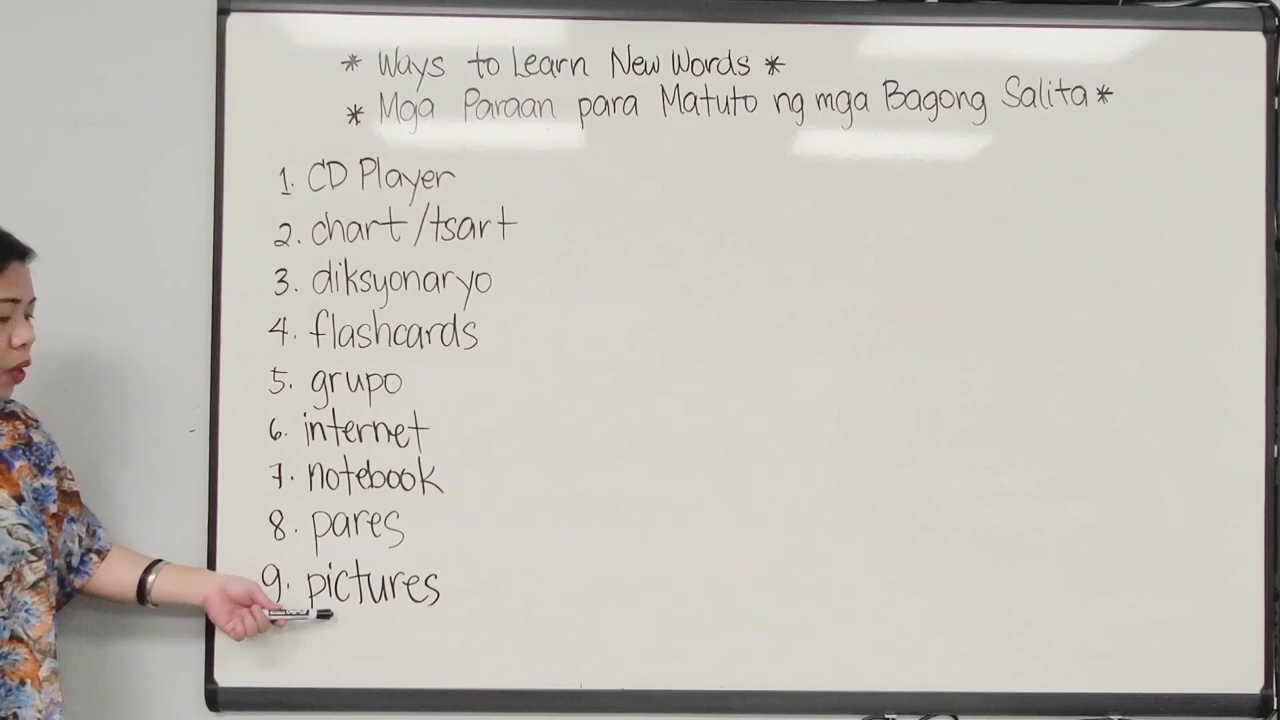 * Ways to Learn New Words *
* Mga Paraan para Matuto ng mga Bagong Salita *
1. CD Player
2. chart/tsart
3. diksyonaryo
4. flashcards
5. grupo
6. internet
7. notebook
8. pares
9. pictures